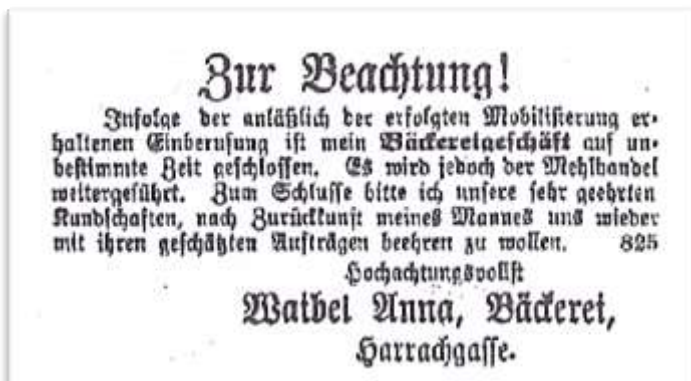 Zur Beachtung!
Infolge der anläßlich der erfolgten Mobilisierung er-
haltenen Einberufung ist mein Bäckereigeschäft auf un-
bestimmte Zeit geschlossen. Es wird jedoch der Mehlhandel
weitergeführt. Zum Schlusse bitte ich unsere sehr geehrten
Kundschaften, nach Zurückkunft meines Mannes uns wieder
mit ihren geschätzten Aufträgen beehren zu wollen. 825
Hochachtungsvollst
Waibel Anna, Bäckerei,
Harrachgasse.